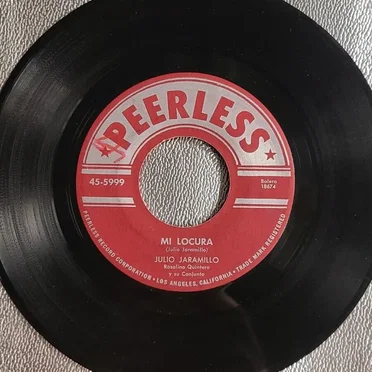 PEERLESS
45-5999
Bolero
18674
MI LOCURA
(Julio Jaramillo)
JULIO JARAMILLO
Rosalino Quintero
y su Conjunto
PEERLESS RECORD CORPORATION • LOS ANGELES, CALIFORNIA • TRADE MARK REGISTERED